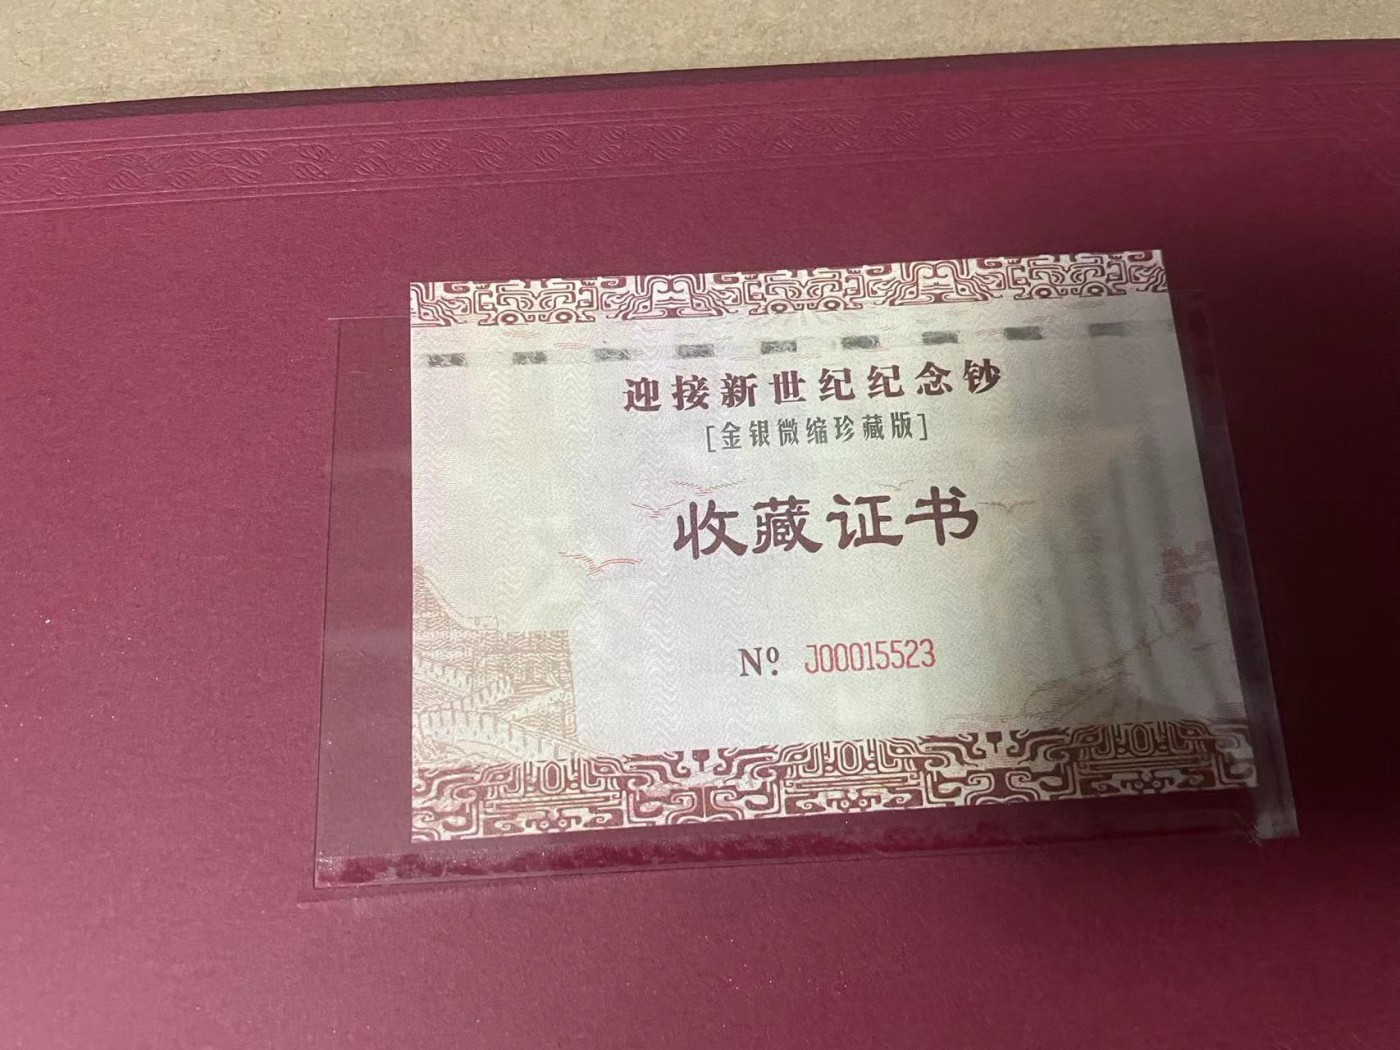 迎接新世纪纪念钞
[金银微缩珍藏版]
收藏证书
Nº. J00015523